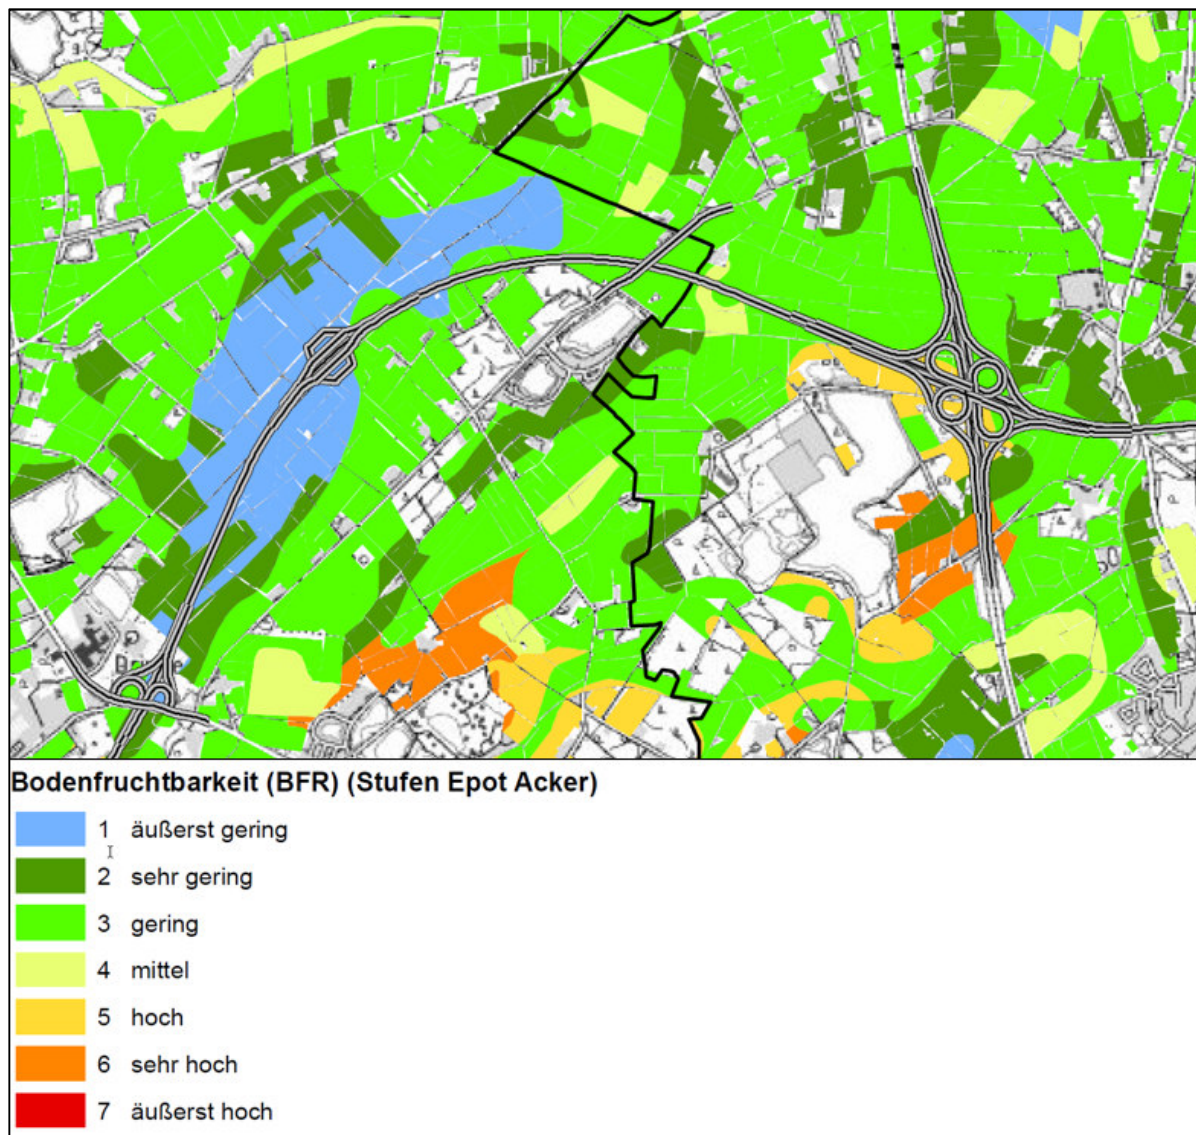 Bodenfruchtbarkeit (BFR) (Stufen Epot Acker)
1 äußerst gering
2 sehr gering
3 gering
4 mittel
5 hoch
6 sehr hoch
7 äußerst hoch